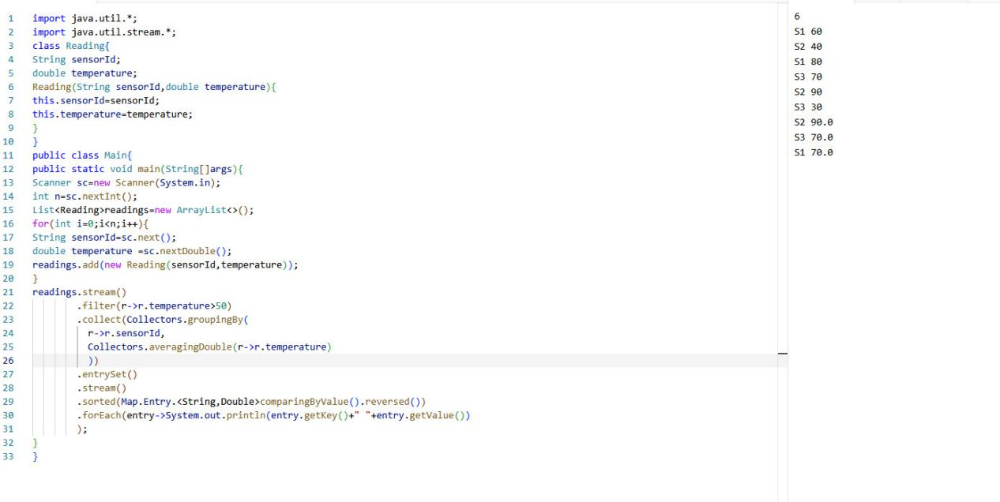 1 import java.util.*;
2 import java.util.stream.*;
3 class Reading{
4 String sensorId;
5 double temperature;
6 Reading(String sensorId,double temperature){
7 this.sensorId=sensorId;
8 this.temperature=temperature;
9 }
10 }
11 public class Main{
12 public static void main(String[]args){
13 Scanner sc=new Scanner(System.in);
14 int n=sc.nextInt();
15 List<Reading>readings=new ArrayList<>();
16 for(int i=0;i<n;i++){
17 String sensorId=sc.next();
18 double temperature =sc.nextDouble();
19 readings.add(new Reading(sensorId,temperature));
20 }
21 readings.stream()
22 .filter(r->r.temperature>50)
23 .collect(Collectors.groupingBy(
24 r->r.sensorId,
25 Collectors.averagingDouble(r->r.temperature)
26 ))
27 .entrySet()
28 .stream()
29 .sorted(Map.Entry.<String,Double>comparingByValue().reversed())
30 .forEach(entry->System.out.println(entry.getKey()+" "+entry.getValue())
31 );
32 }
33 }
6
S1 60
S2 40
S1 80
S3 70
S2 90
S3 30
S2 90.0
S3 70.0
S1 70.0